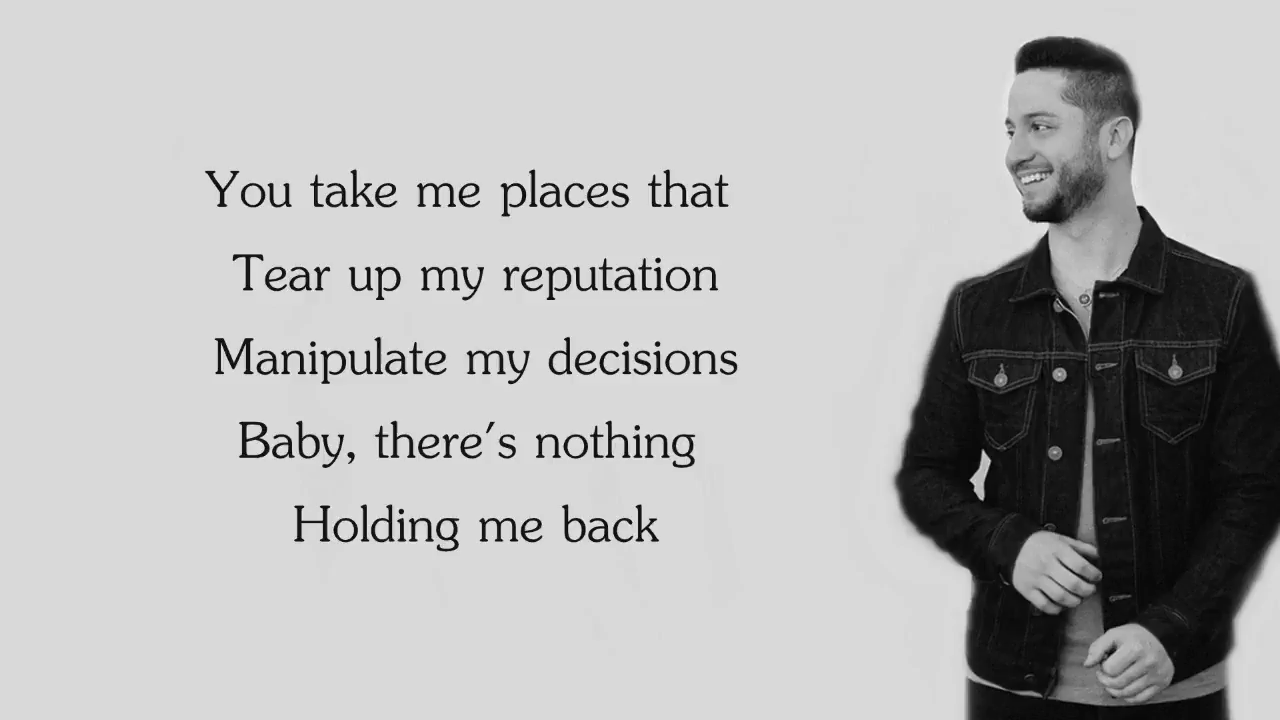 You take me places that
Tear up my reputation
Manipulate my decisions
Baby, there's nothing
Holding me back